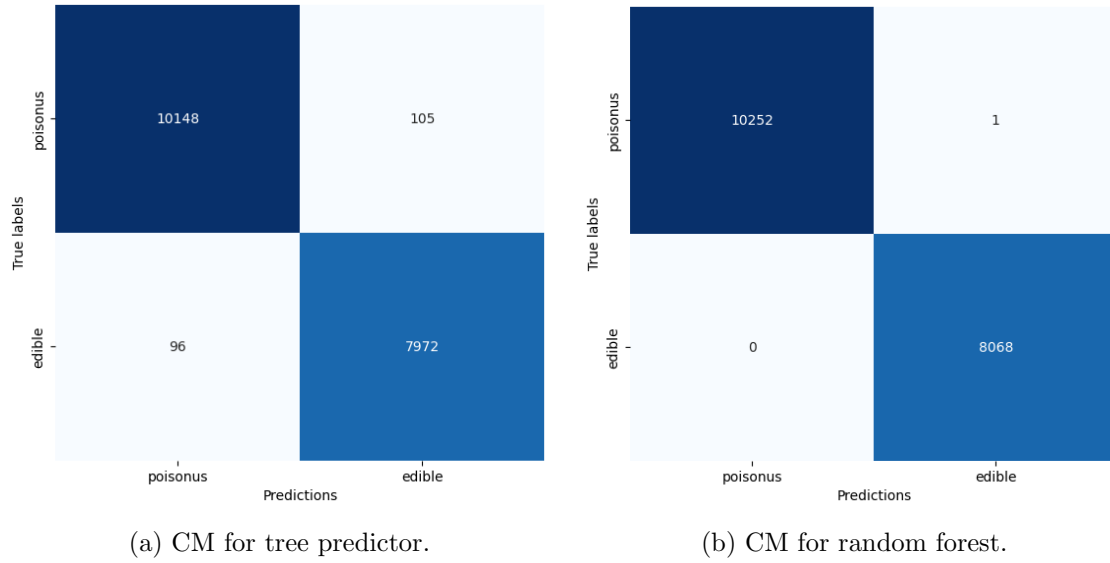 True labels
poisonus
edible
10148
105
96
7972
poisonus
edible
Predictions
(a) CM for tree predictor.
True labels
poisonus
edible
10252
1
0
8068
poisonus
edible
Predictions
(b) CM for random forest.